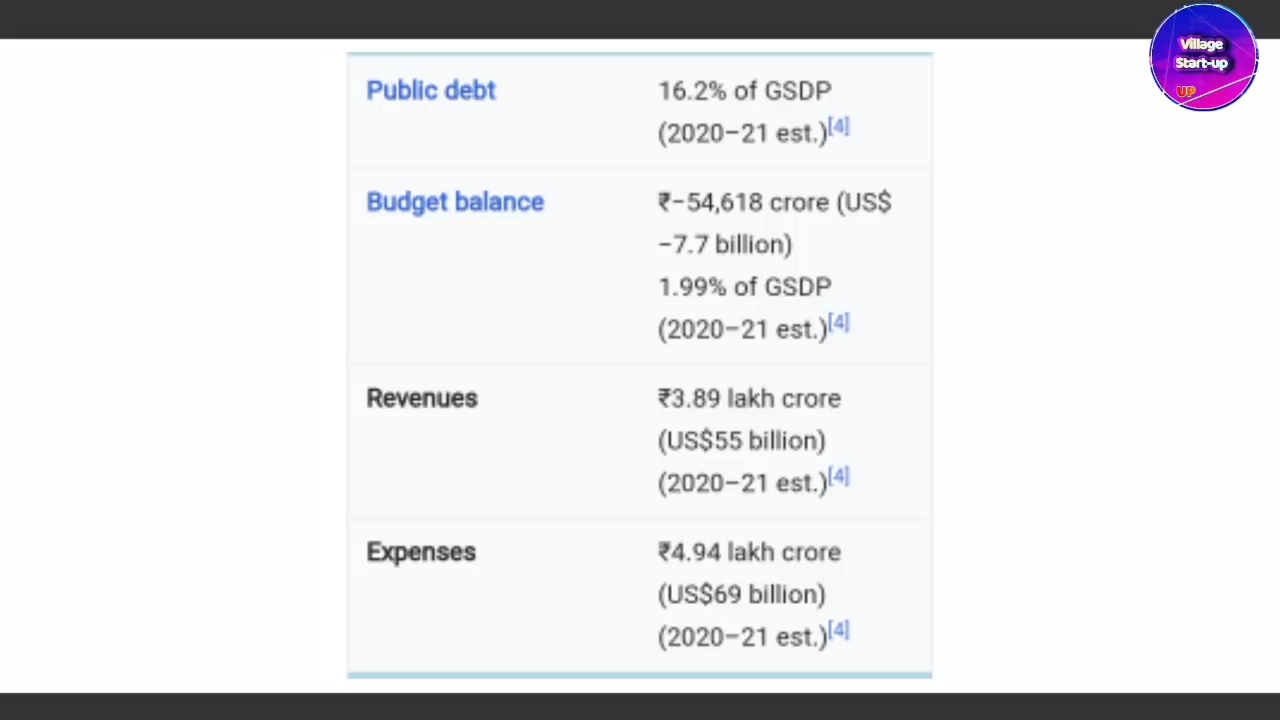 Village
Start-up
UP
Public debt
16.2% of GSDP
(2020–21 est.)[4]
Budget balance
₹−54,618 crore (US$
−7.7 billion)
1.99% of GSDP
(2020–21 est.)[4]
Revenues
₹3.89 lakh crore
(US$55 billion)
(2020–21 est.)[4]
Expenses
₹4.94 lakh crore
(US$69 billion)
(2020–21 est.)[4]